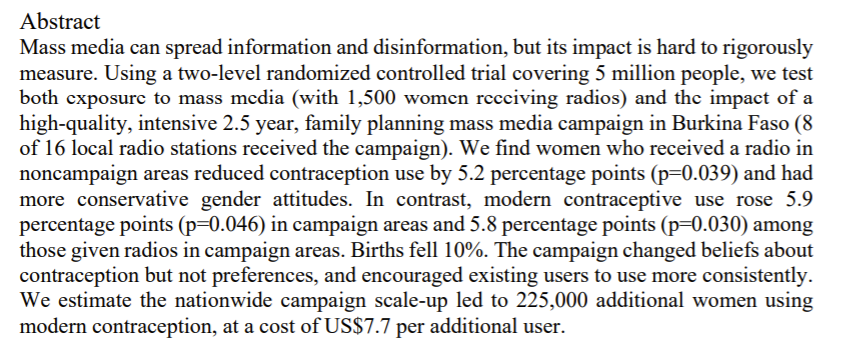 Abstract
Mass media can spread information and disinformation, but its impact is hard to rigorously
measure. Using a two-level randomized controlled trial covering 5 million people, we test
both exposure to mass media (with 1,500 women receiving radios) and the impact of a
high-quality, intensive 2.5 year, family planning mass media campaign in Burkina Faso (8
of 16 local radio stations received the campaign). We find women who received a radio in
noncampaign areas reduced contraception use by 5.2 percentage points (p=0.039) and had
more conservative gender attitudes. In contrast, modern contraceptive use rose 5.9
percentage points (p=0.046) in campaign areas and 5.8 percentage points (p=0.030) among
those given radios in campaign areas. Births fell 10%. The campaign changed beliefs about
contraception but not preferences, and encouraged existing users to use more consistently.
We estimate the nationwide campaign scale-up led to 225,000 additional women using
modern contraception, at a cost of US$7.7 per additional user.